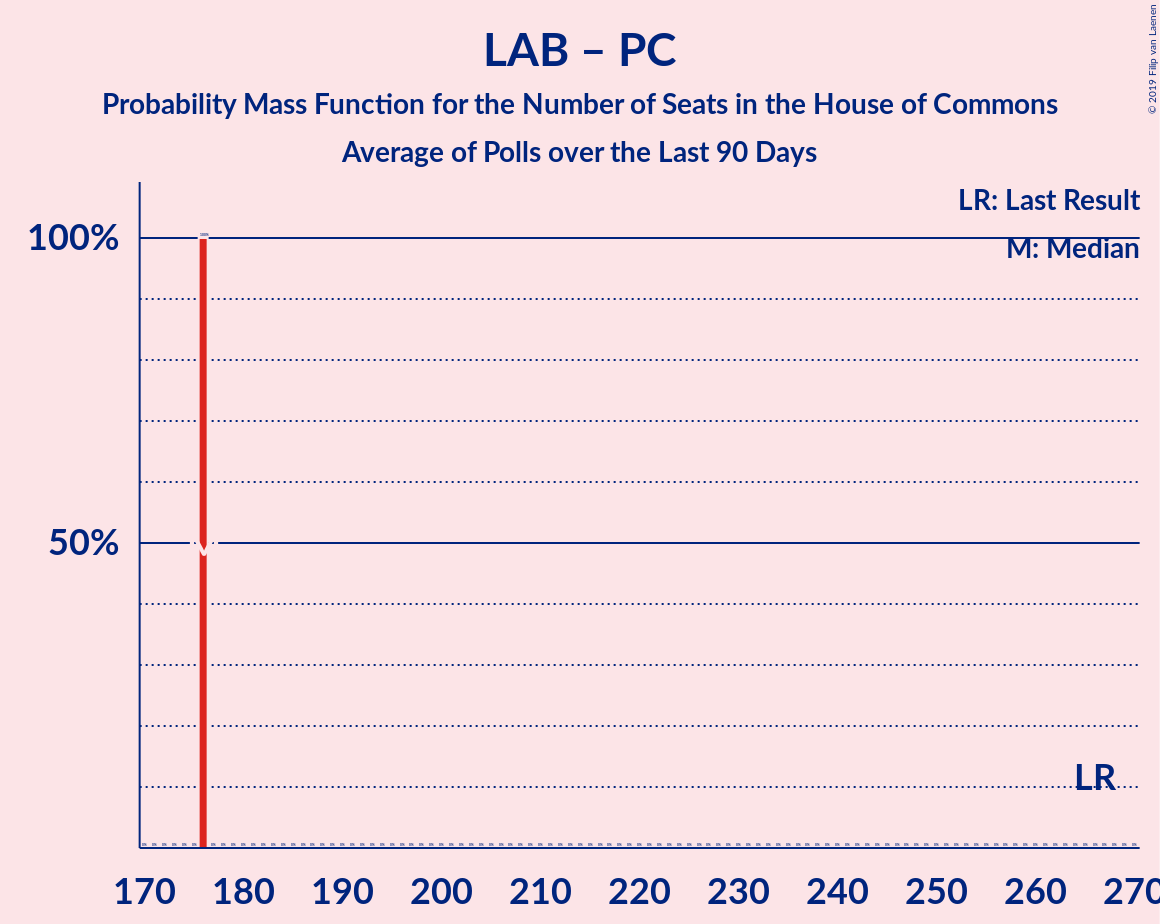 LAB – PC
Probability Mass Function for the Number of Seats in the House of Commons
Average of Polls over the Last 90 Days
© 2019 Filip van Laenen
LR: Last Result
M: Median
100%
50%
M
LR
170 180 190 200 210 220 230 240 250 260 270